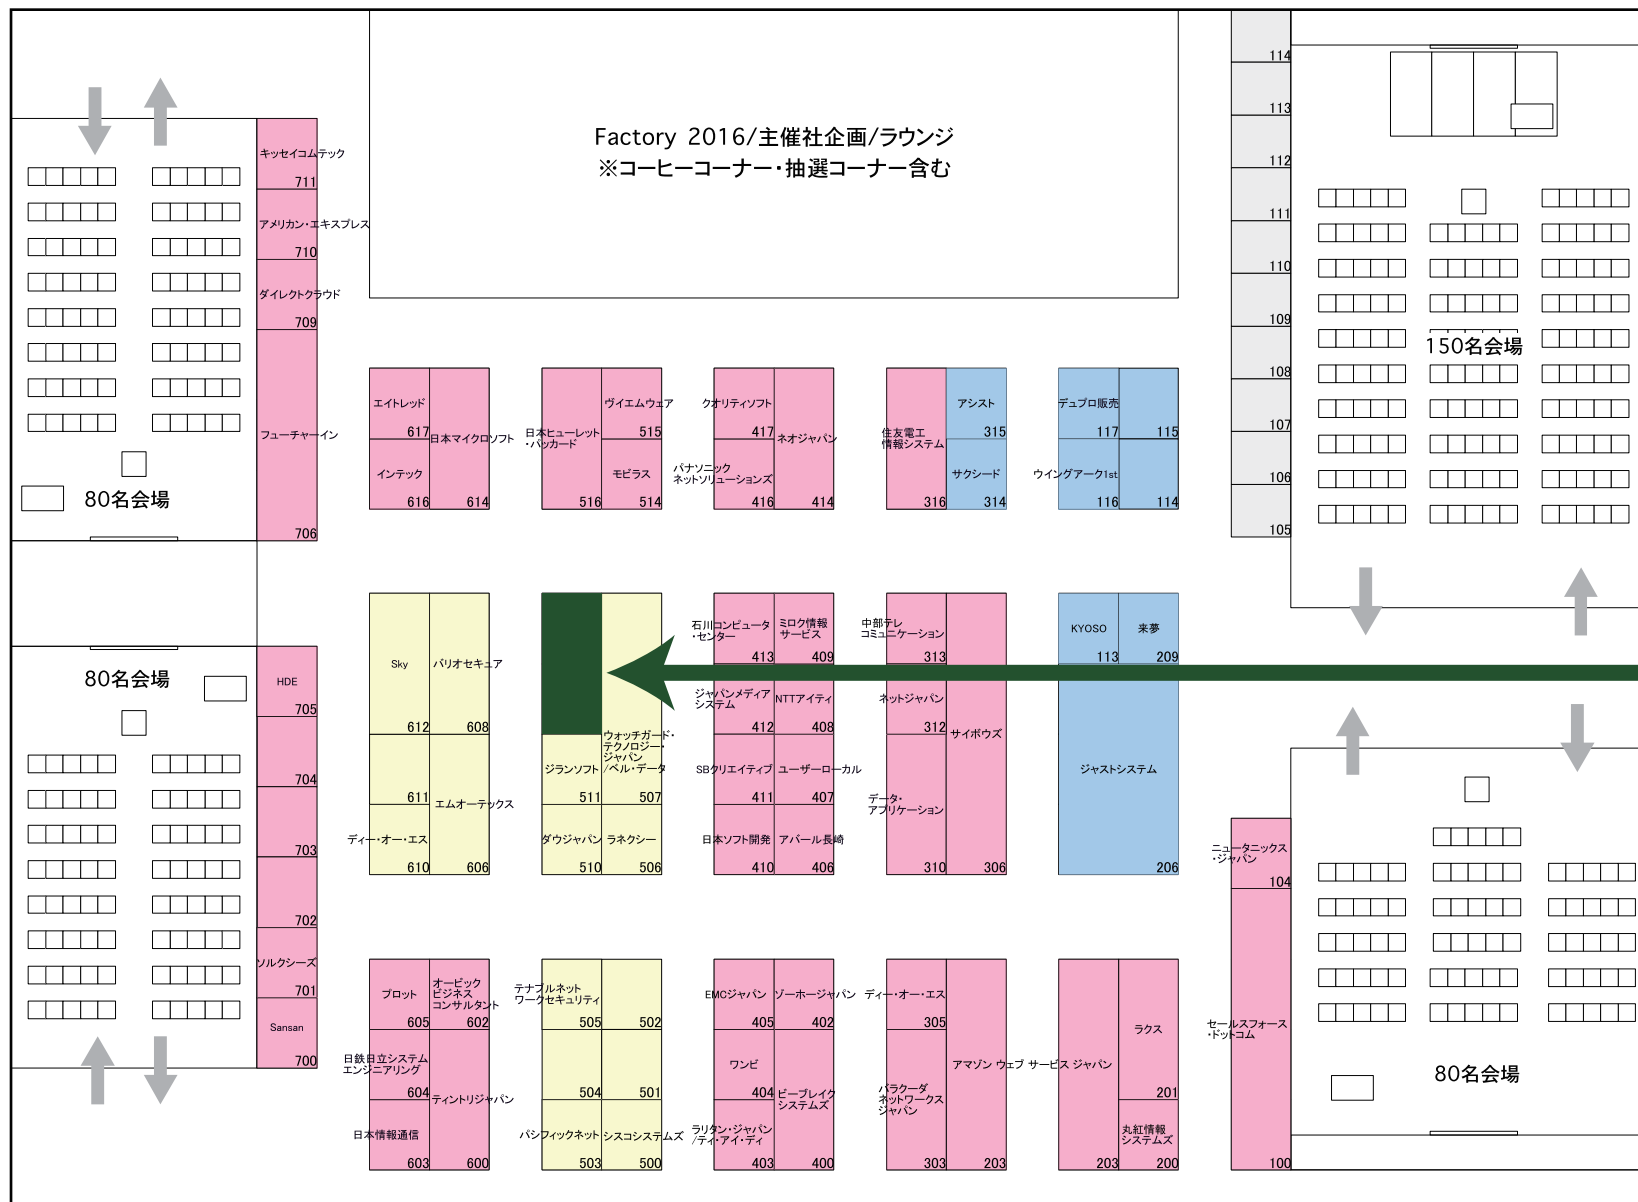 Factory 2016/主催社企画/ラウンジ
※コーヒーコーナー・抽選コーナー含む
114
113
112
111
110
109
108
107
106
105
150名会場
キッセイコムテック
711
アメリカン・エキスプレス
710
ダイレクトクラウド
709
フューチャーイン
706
80名会場
エイトレッド
617
日本マイクロソフト
インテック
616
614
日本ヒューレット
・パッカード
516
ヴイエムウェア
515
モビラス
514
クオリティソフト
417
ネオジャパン
パナソニック
ネットソリューションズ
416
414
住友電工
情報システム
316
アシスト
315
サクシード
314
デュプロ販売
117
115
ウイングアーク1st
116
114
80名会場
HDE
705
704
703
702
ソルクシーズ
701
Sansan
700
Sky
612
バリオセキュア
608
611
エムオーテックス
ディー・オー・エス
610
606
ウォッチガード・
テクノロジー・
ジャパン
/ベル・データ
507
ジランソフト
511
ダウジャパン
510
ラネクシー
506
石川コンピュータ
・センター
413
ミロク情報
サービス
409
ジャパンメディア
システム
412
NTTアイティ
408
SBクリエイティブ
411
ユーザーローカル
407
日本ソフト開発
410
アバール長崎
406
中部テレ
コミュニケーション
313
ネットジャパン
312
サイボウズ
データ・
アプリケーション
310
306
KYOSO
113
来夢
209
ジャストシステム
206
ニュータニックス
・ジャパン
104
セールスフォース
・ドットコム
100
80名会場
プロット
605
オービック
ビジネス
コンサルタント
602
日鉄日立システム
エンジニアリング
604
ティントリジャパン
日本情報通信
603
600
テナブルネット
ワークセキュリティ
505
502
504
501
パシフィックネット
503
シスコシステムズ
500
EMCジャパン
405
ゾーホージャパン
402
ワンビ
404
ビーブレイク
システムズ
ラリタン・ジャパン
/ティ・アイ・ディ
403
400
ディー・オー・エス
305
バラクーダ
ネットワークス
ジャパン
303
アマゾン ウェブ サービス ジャパン
203
203
ラクス
201
丸紅情報
システムズ
200